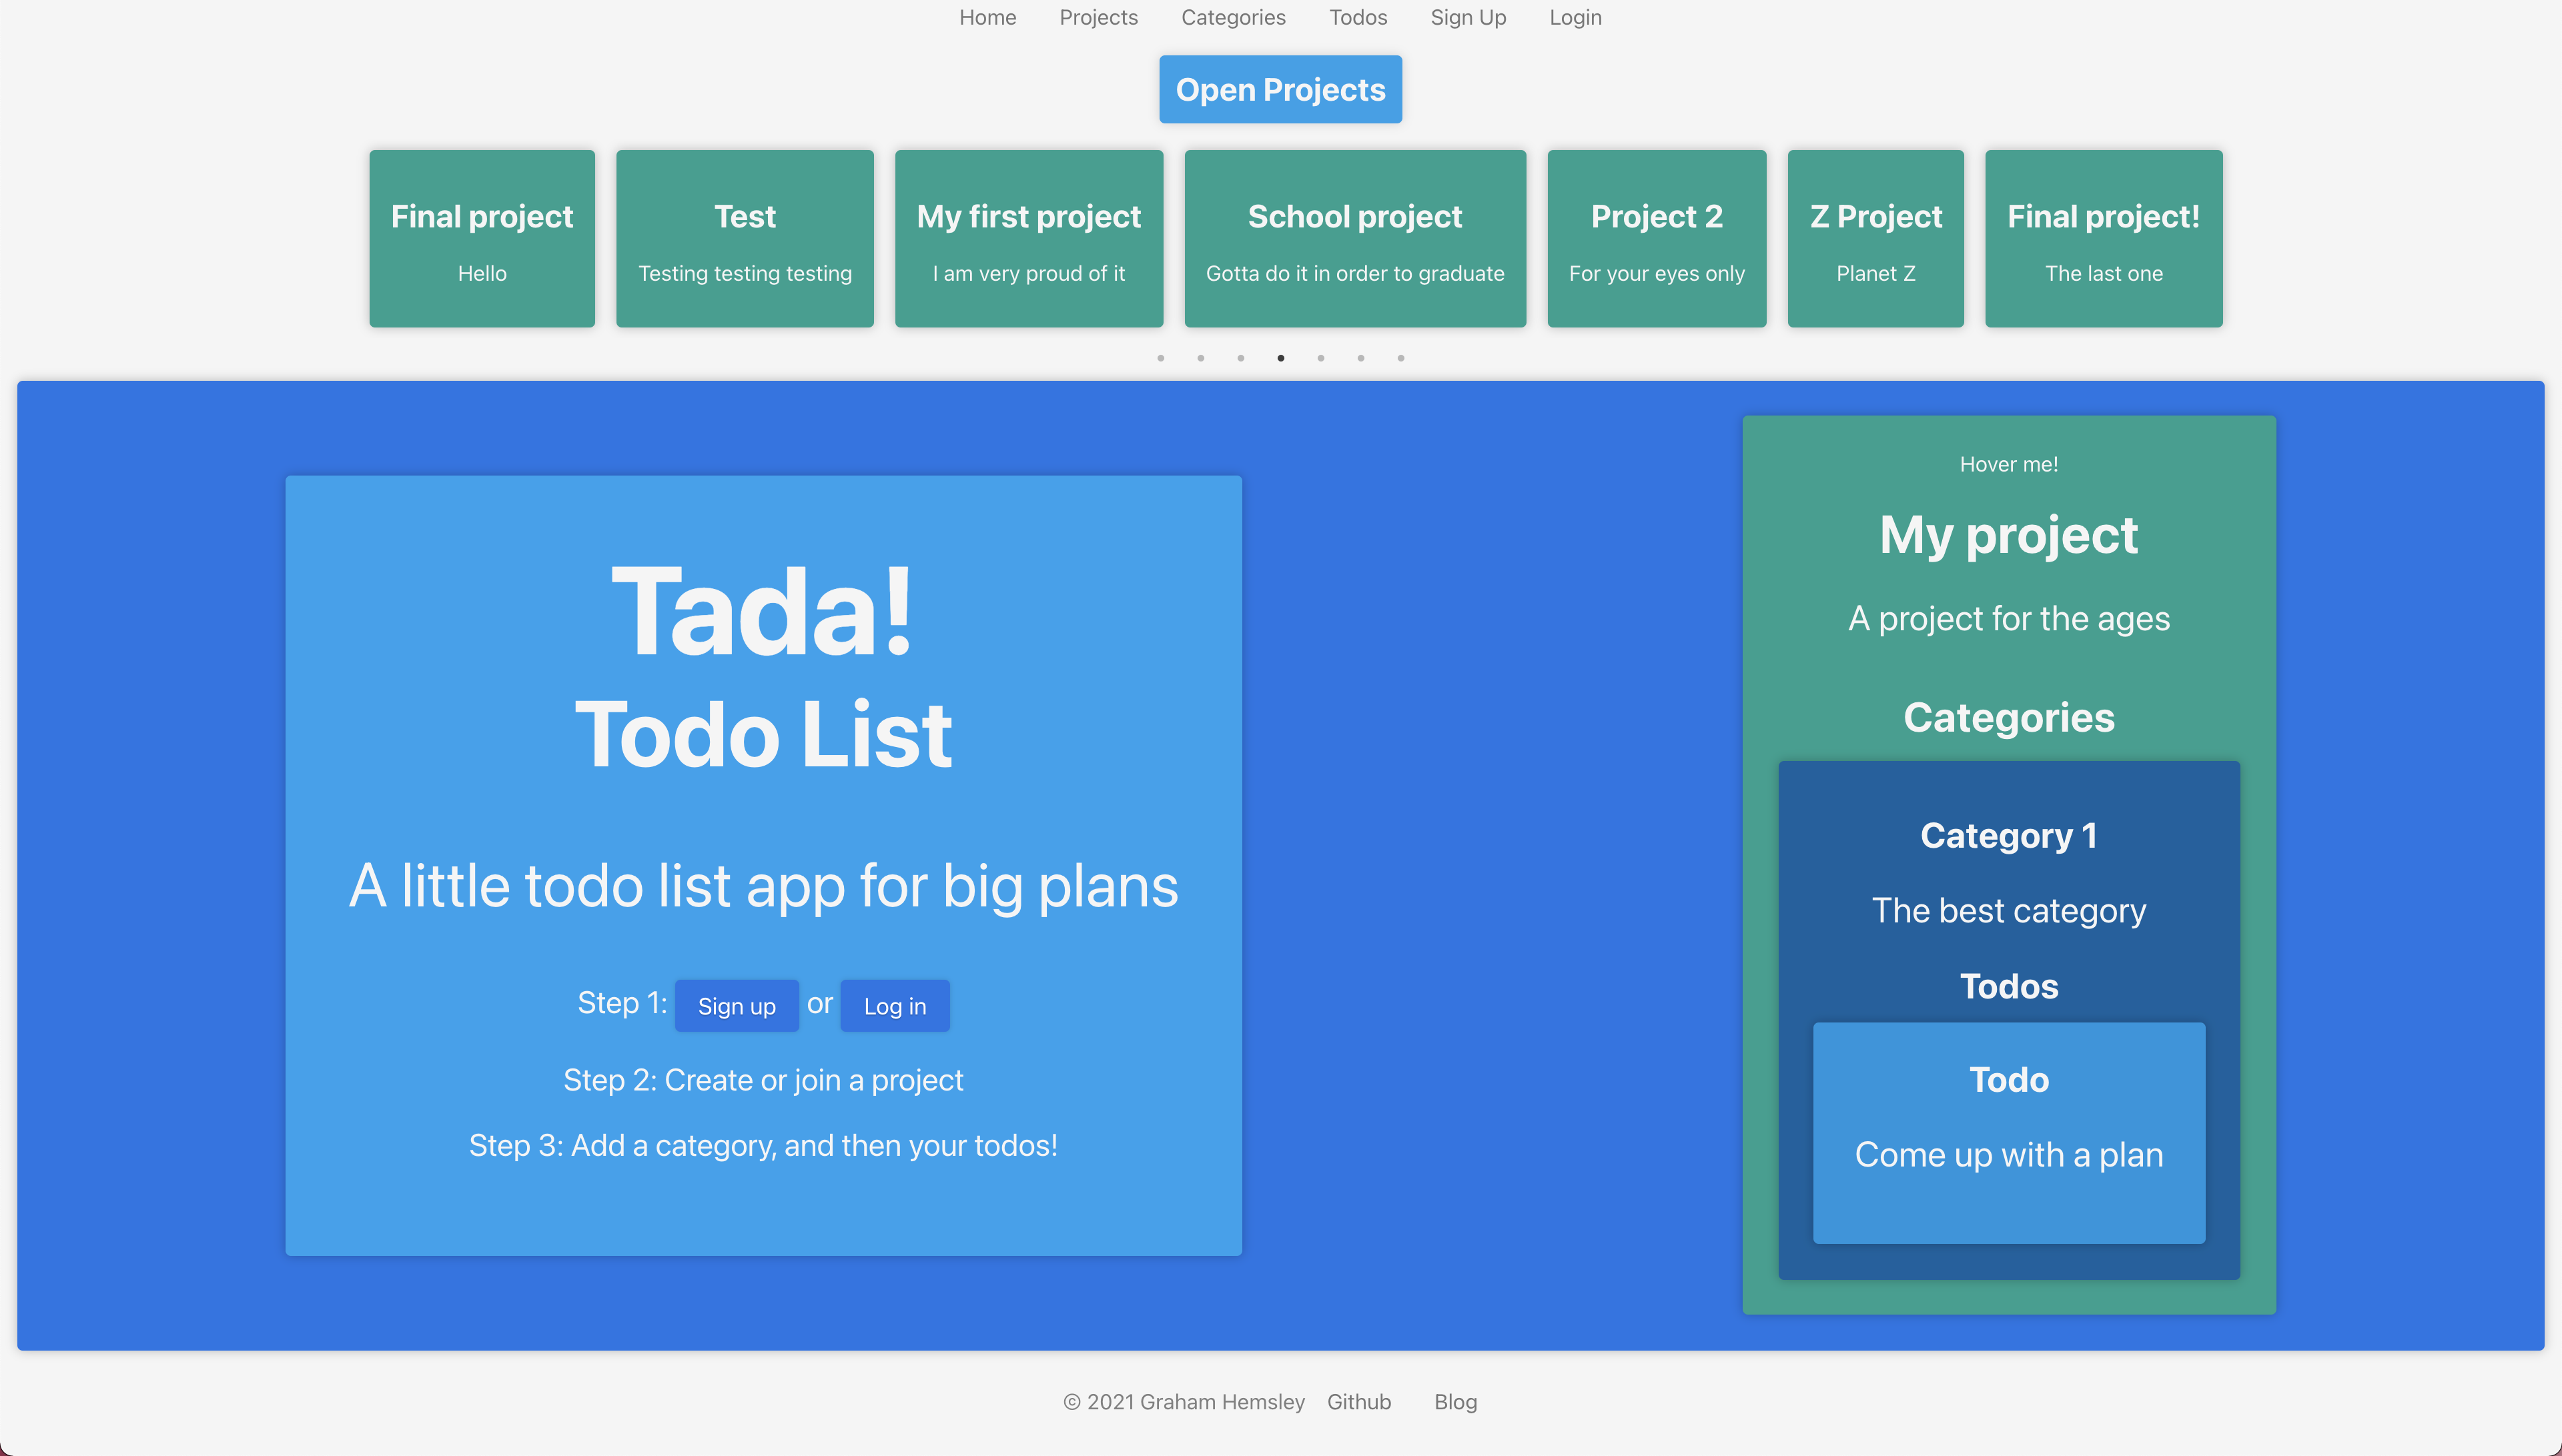 Home Projects Categories Todos Sign Up Login
Open Projects
Final project
Hello
Test
Testing testing testing
My first project
I am very proud of it
School project
Gotta do it in order to graduate
Project 2
For your eyes only
Z Project
Planet Z
Final project!
The last one
Tada!
Todo List
A little todo list app for big plans
Step 1: Sign up or Log in
Step 2: Create or join a project
Step 3: Add a category, and then your todos!
Hover me!
My project
A project for the ages
Categories
Category 1
The best category
Todos
Todo
Come up with a plan
© 2021 Graham Hemsley Github Blog